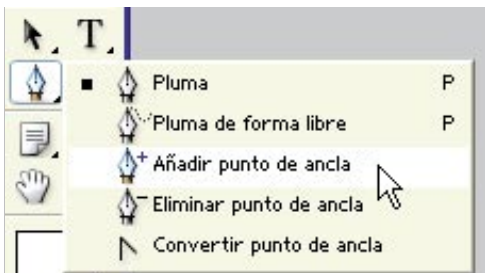 T
Pluma P
Pluma de forma libre P
Añadir punto de ancla
Eliminar punto de ancla
Convertir punto de ancla